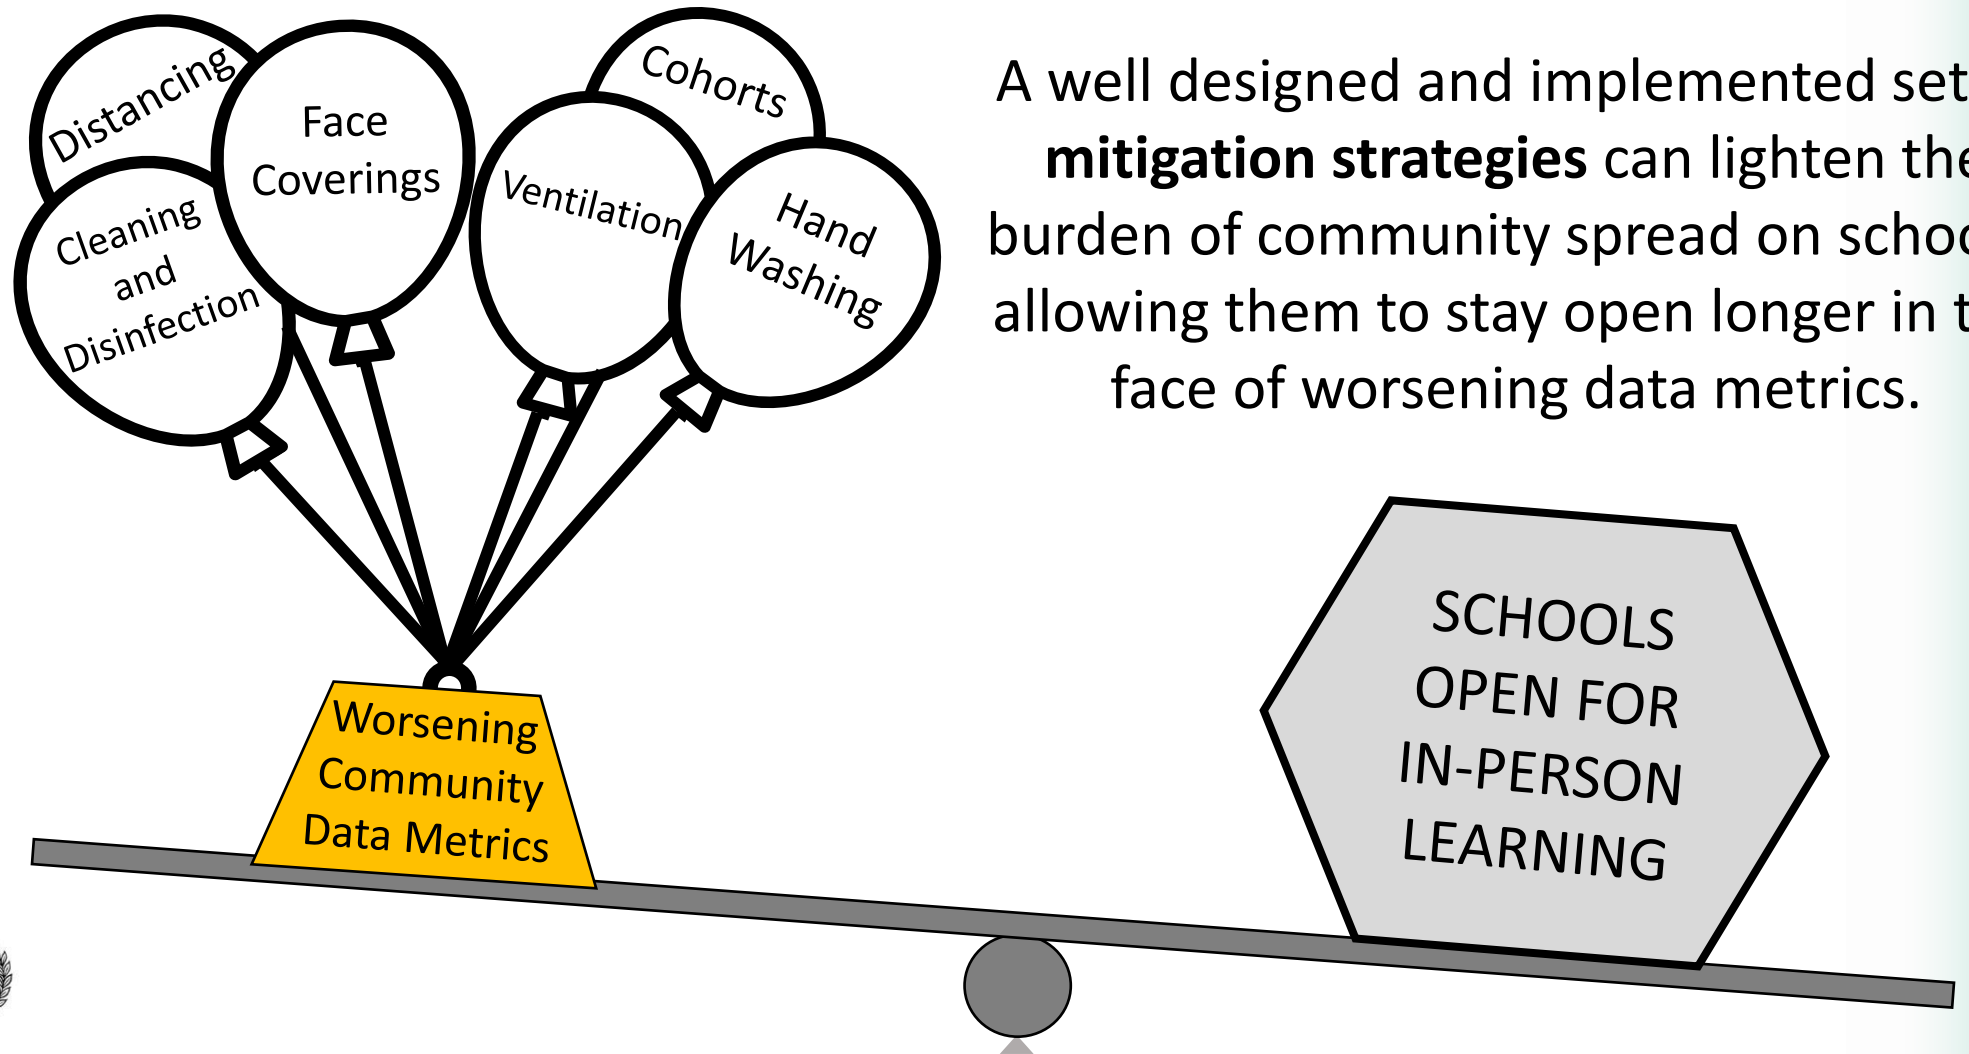 Distancing
Face
Coverings
Cohorts
Ventilation
Hand
Washing
Cleaning
and
Disinfection
A well designed and implemented set
mitigation strategies can lighten the
burden of community spread on
allowing them to stay open longer in
face of worsening data metrics.
Worsening
Community
Data Metrics
SCHOOLS
OPEN FOR
IN-PERSON
LEARNING